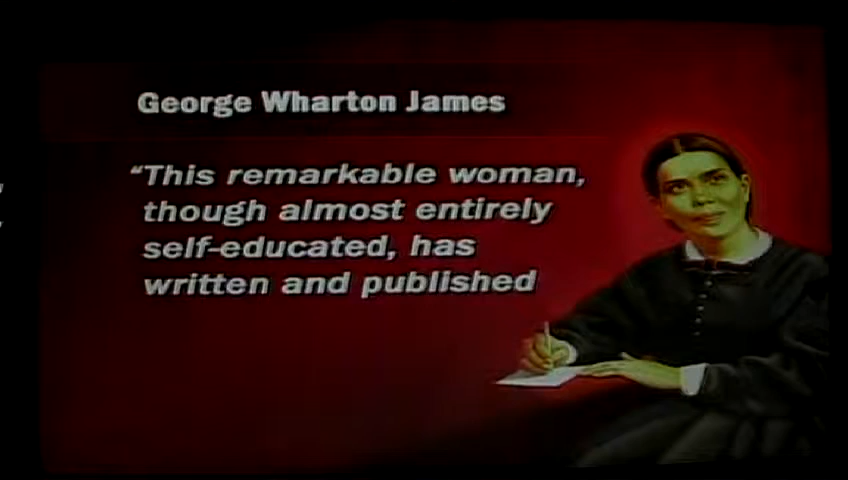 George Wharton James
"This remarkable woman,
though almost entirely
self-educated, has
written and published